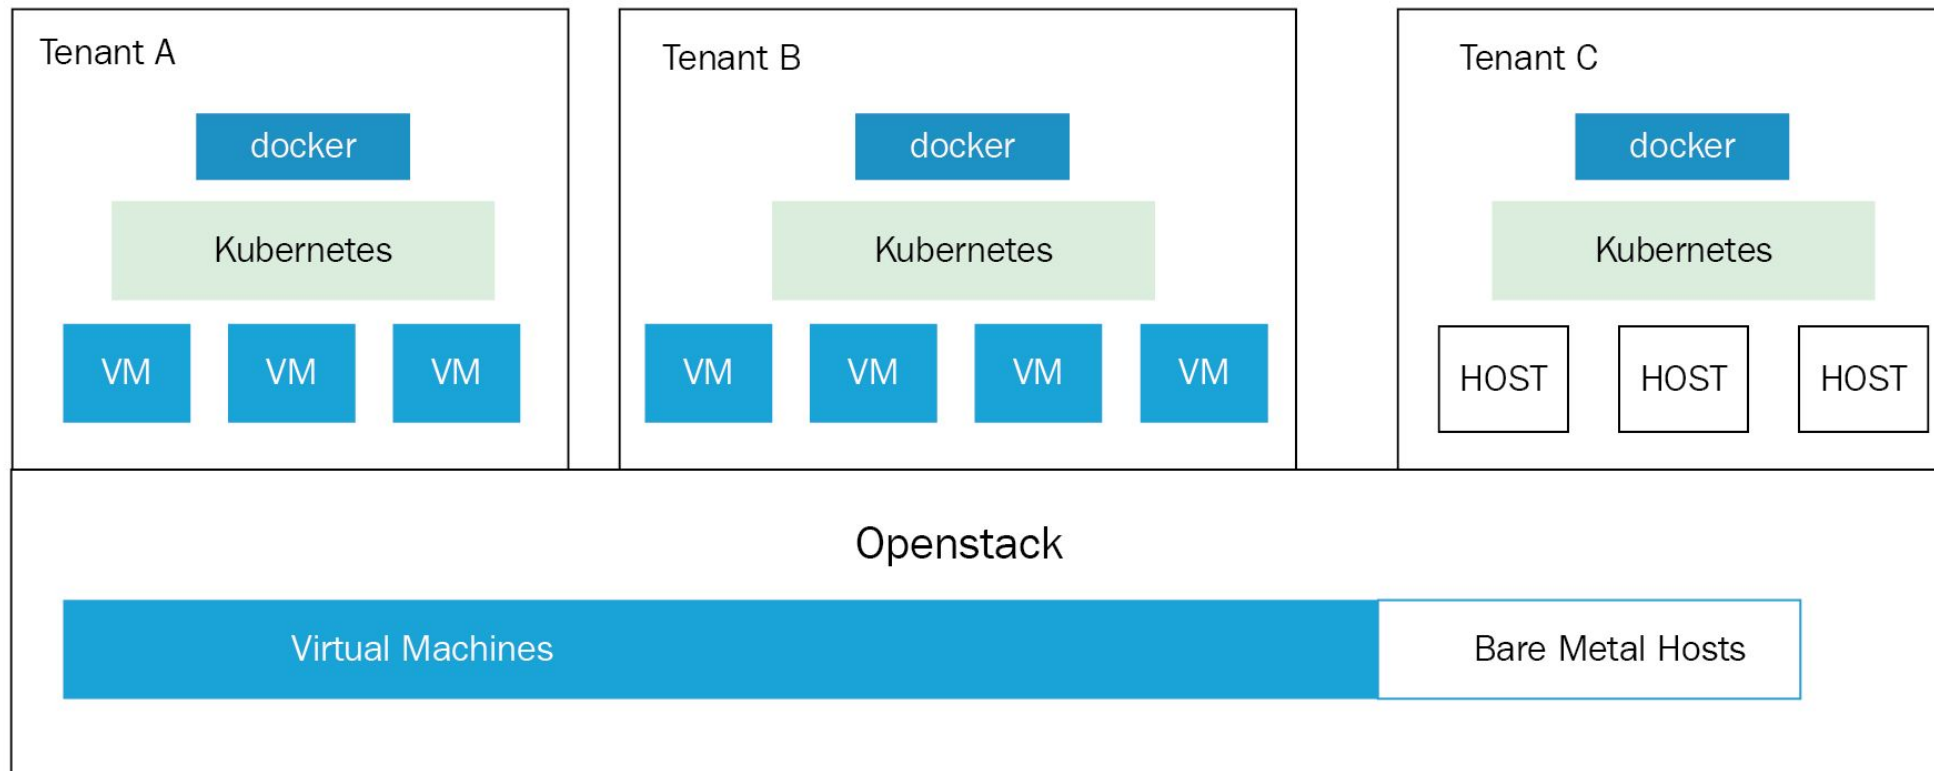 Tenant A
docker
Kubernetes
VM VM VM
Tenant B
docker
Kubernetes
VM VM VM VM
Tenant C
docker
Kubernetes
HOST HOST HOST
Openstack
Virtual Machines
Bare Metal Hosts